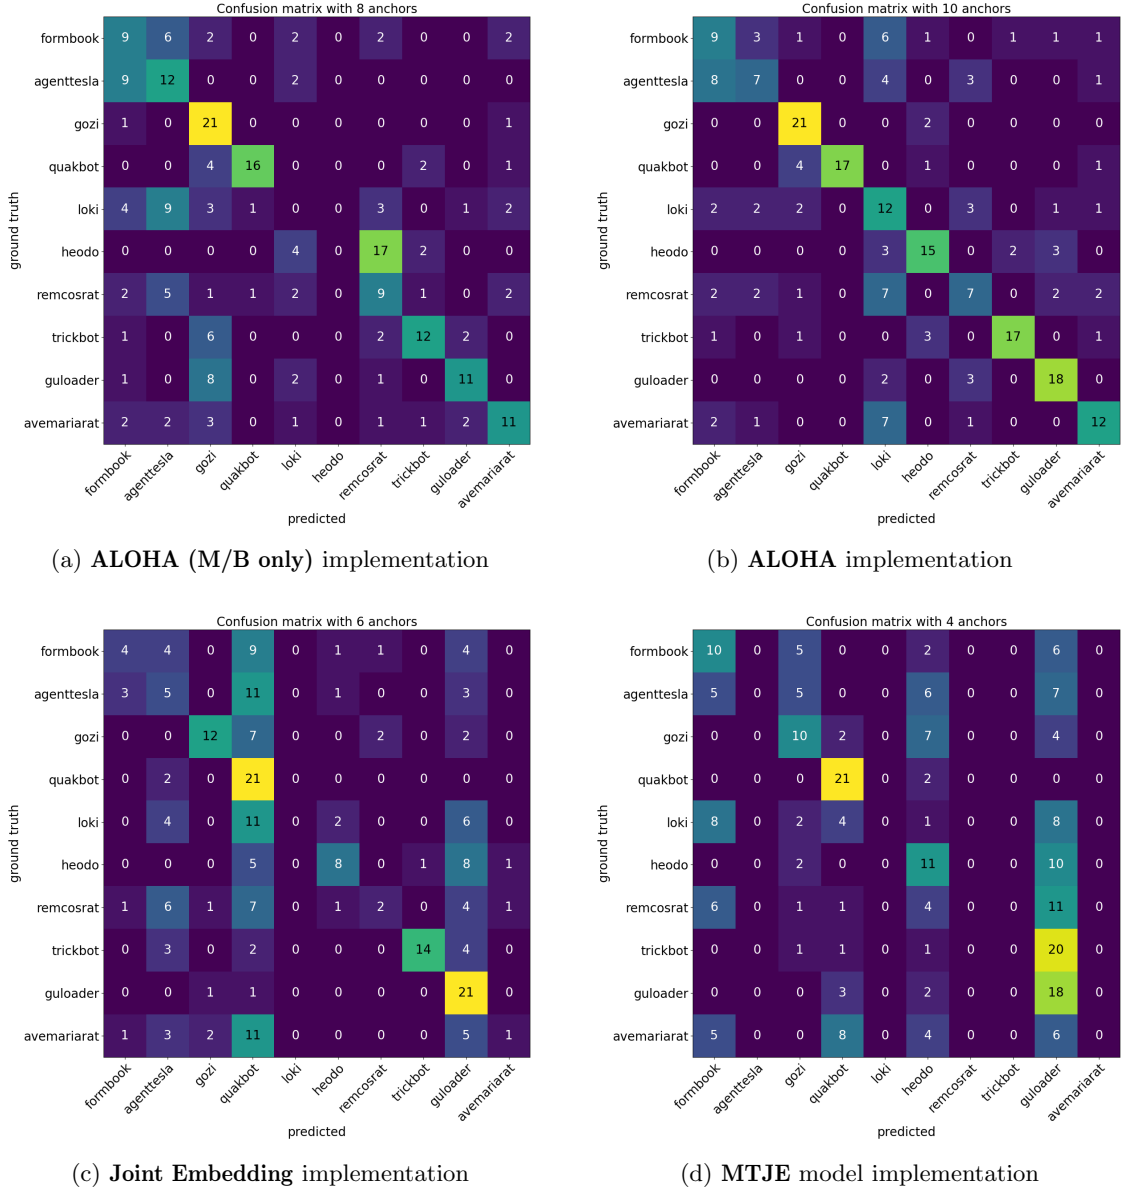 Confusion matrix with 8 anchors
ground truth
formbook 9 6 2 0 2 0 2 0 0 2
agenttesla 9 12 0 0 2 0 0 0 0 0
gozi 1 0 21 0 0 0 0 0 0 1
quakbot 0 0 4 16 0 0 0 2 0 1
loki 4 9 3 1 0 0 3 0 1 2
heodo 0 0 0 0 4 0 17 2 0 0
remcosrat 2 5 1 1 2 0 9 1 0 2
trickbot 1 0 6 0 0 0 2 12 2 0
guloader 1 0 8 0 2 0 1 0 11 0
avemariarat 2 2 3 0 1 0 1 1 2 11
formbook agenttesla gozi quakbot loki heodo remcosrat trickbot guloader avemariarat
predicted
(a) ALOHA (M/B only) implementation
Confusion matrix with 10 anchors
ground truth
formbook 9 3 1 0 6 1 0 1 1 1
agenttesla 8 7 0 0 4 0 3 0 0 1
gozi 0 0 21 0 0 2 0 0 0 0
quakbot 0 0 4 17 0 1 0 0 0 1
loki 2 2 2 0 12 0 3 0 1 1
heodo 0 0 0 0 3 15 0 2 3 0
remcosrat 2 2 1 0 7 0 7 0 2 2
trickbot 1 0 1 0 0 3 0 17 0 1
guloader 0 0 0 0 2 0 3 0 18 0
avemariarat 2 1 0 0 7 0 1 0 0 12
formbook agenttesla gozi quakbot loki heodo remcosrat trickbot guloader avemariarat
predicted
(b) ALOHA implementation
Confusion matrix with 6 anchors
ground truth
formbook 4 4 0 9 0 1 1 0 4 0
agenttesla 3 5 0 11 0 1 0 0 3 0
gozi 0 0 12 7 0 0 2 0 2 0
quakbot 0 2 0 21 0 0 0 0 0 0
loki 0 4 0 11 0 2 0 0 6 0
heodo 0 0 0 5 0 8 0 1 8 1
remcosrat 1 6 1 7 0 1 2 0 4 1
trickbot 0 3 0 2 0 0 0 14 4 0
guloader 0 0 1 1 0 0 0 0 21 0
avemariarat 1 3 2 11 0 0 0 0 5 1
formbook agenttesla gozi quakbot loki heodo remcosrat trickbot guloader avemariarat
predicted
(c) Joint Embedding implementation
Confusion matrix with 4 anchors
ground truth
formbook 10 0 5 0 0 2 0 0 6 0
agenttesla 5 0 5 0 0 6 0 0 7 0
gozi 0 0 10 2 0 7 0 0 4 0
quakbot 0 0 0 21 0 2 0 0 0 0
loki 8 0 2 4 0 1 0 0 8 0
heodo 0 0 2 0 0 11 0 0 10 0
remcosrat 6 0 1 1 0 4 0 0 11 0
trickbot 0 0 1 1 0 1 0 0 20 0
guloader 0 0 0 3 0 2 0 0 18 0
avemariarat 5 0 0 8 0 4 0 0 6 0
formbook agenttesla gozi quakbot loki heodo remcosrat trickbot guloader avemariarat
predicted
(d) MTJE model implementation